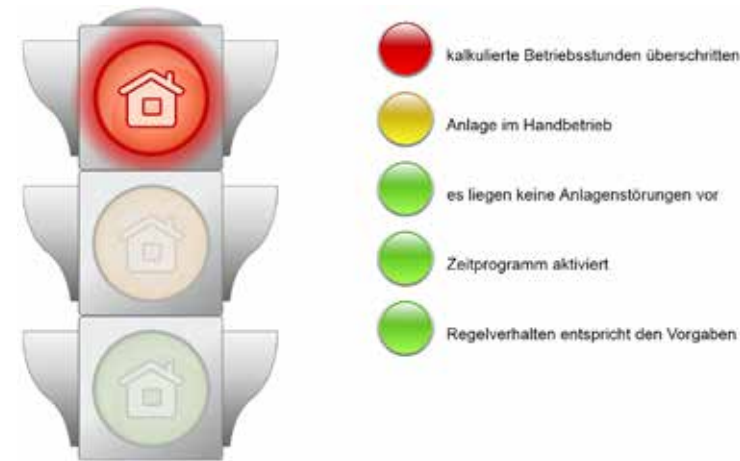 kalkulierte Betriebsstunden überschritten
Anlage im Handbetrieb
es liegen keine Anlagenstörungen vor
Zeitprogramm aktiviert
Regelverhalten entspricht den Vorgaben